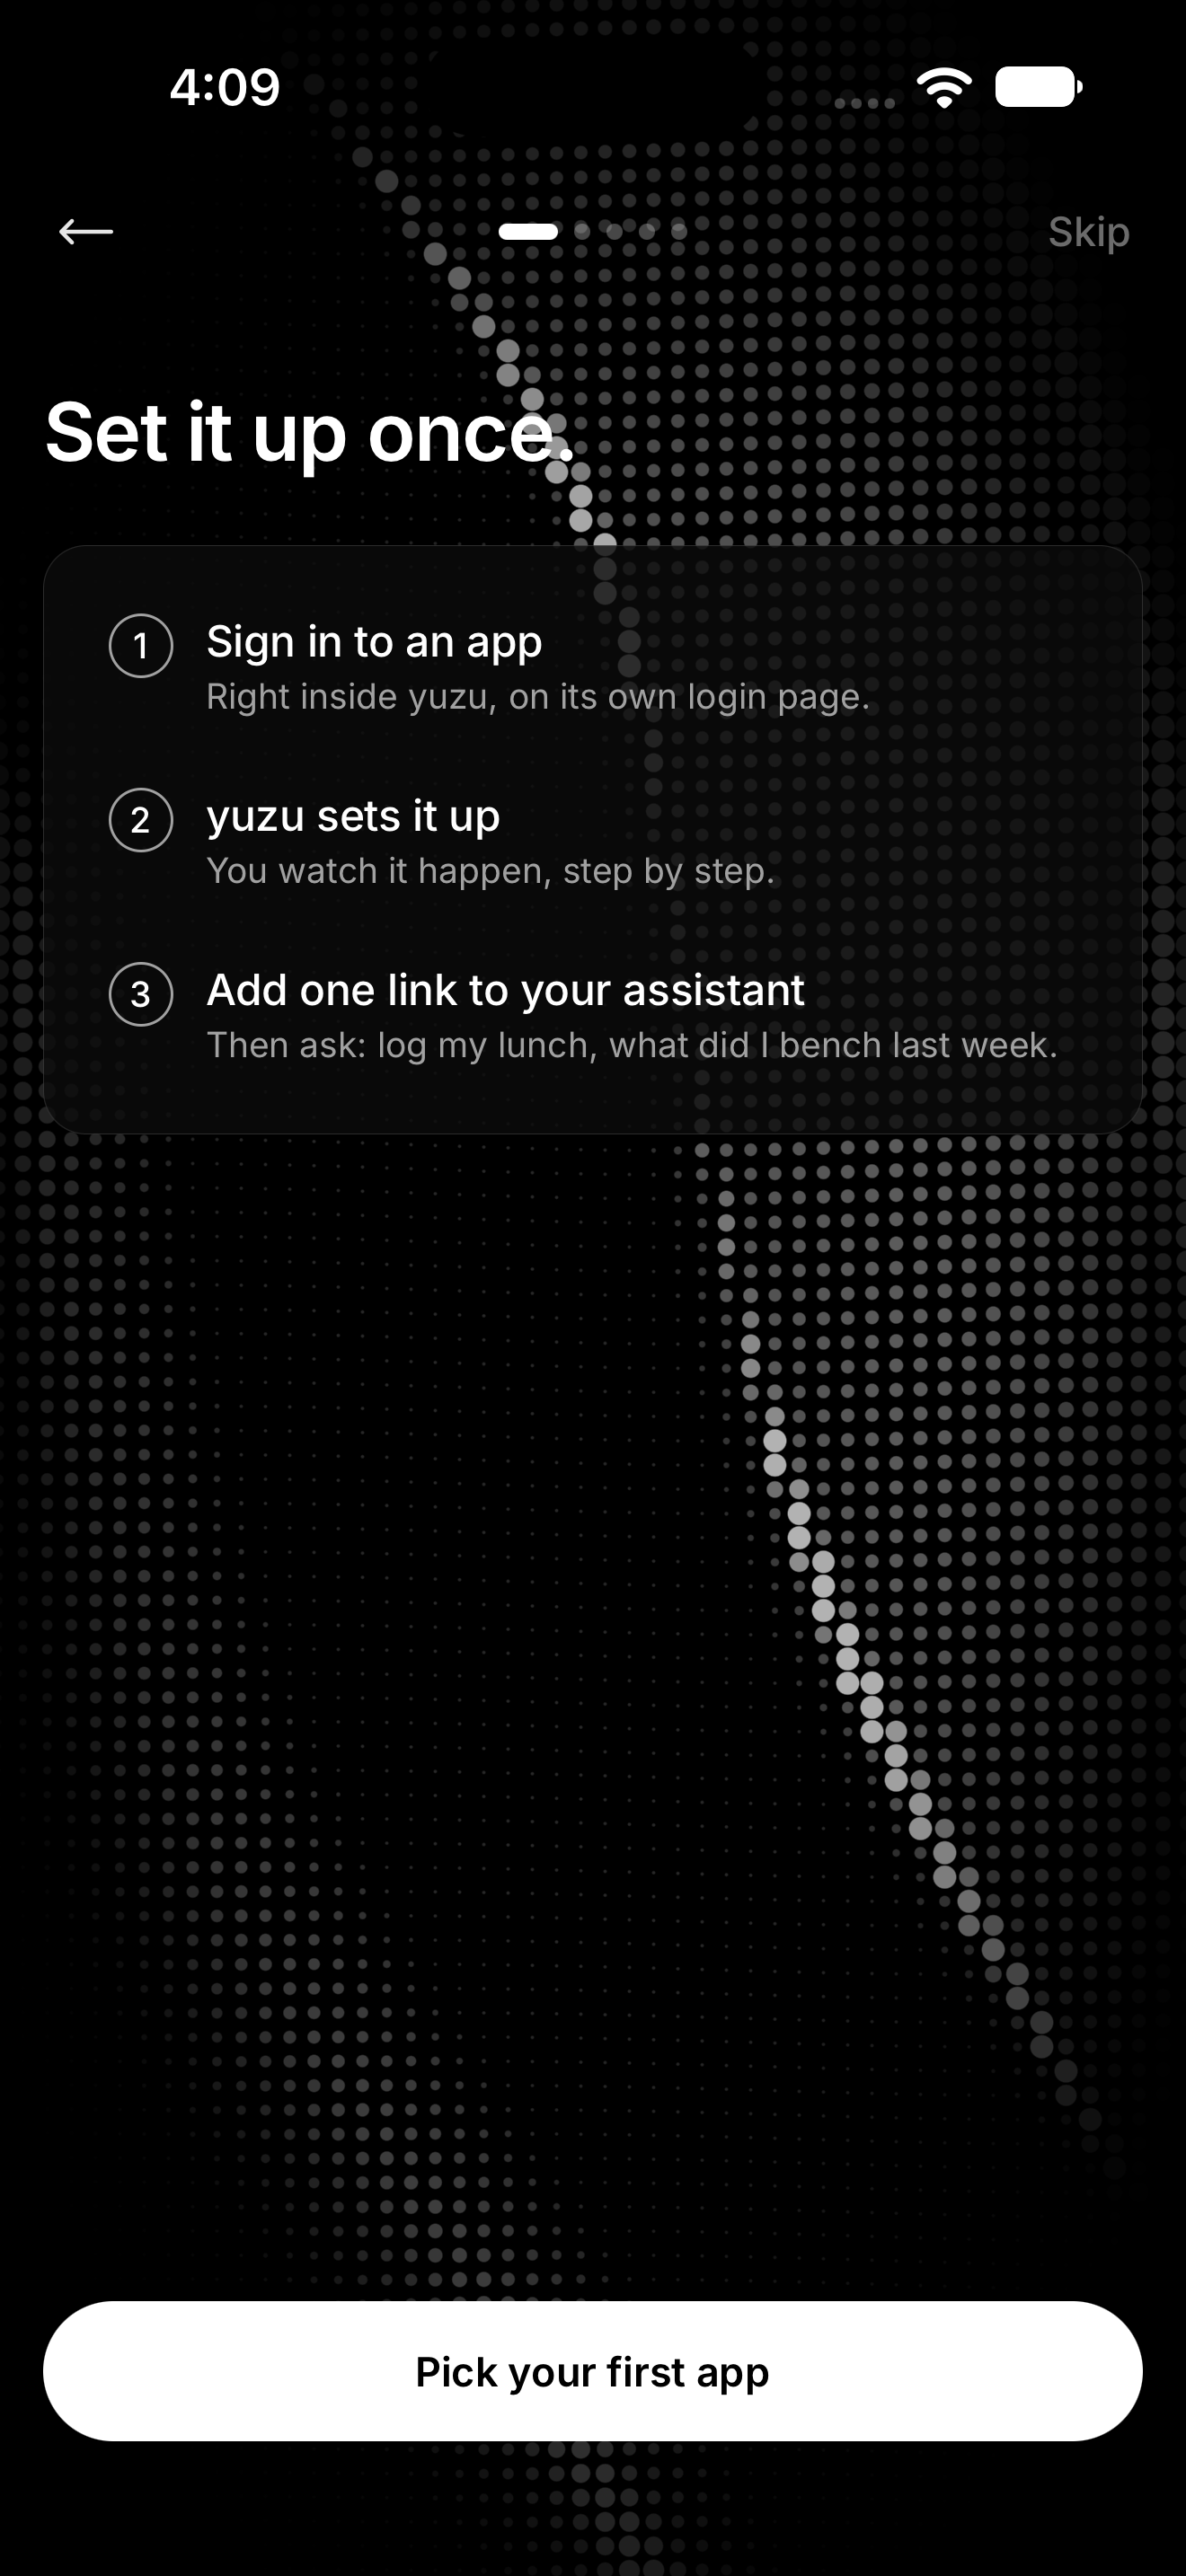 4:09
Skip
Set it up once.
1
Sign in to an app
Right inside yuzu, on its own login page.
2
yuzu sets it up
You watch it happen, step by step.
3
Add one link to your assistant
Then ask: log my lunch, what did I bench last week.
Pick your first app